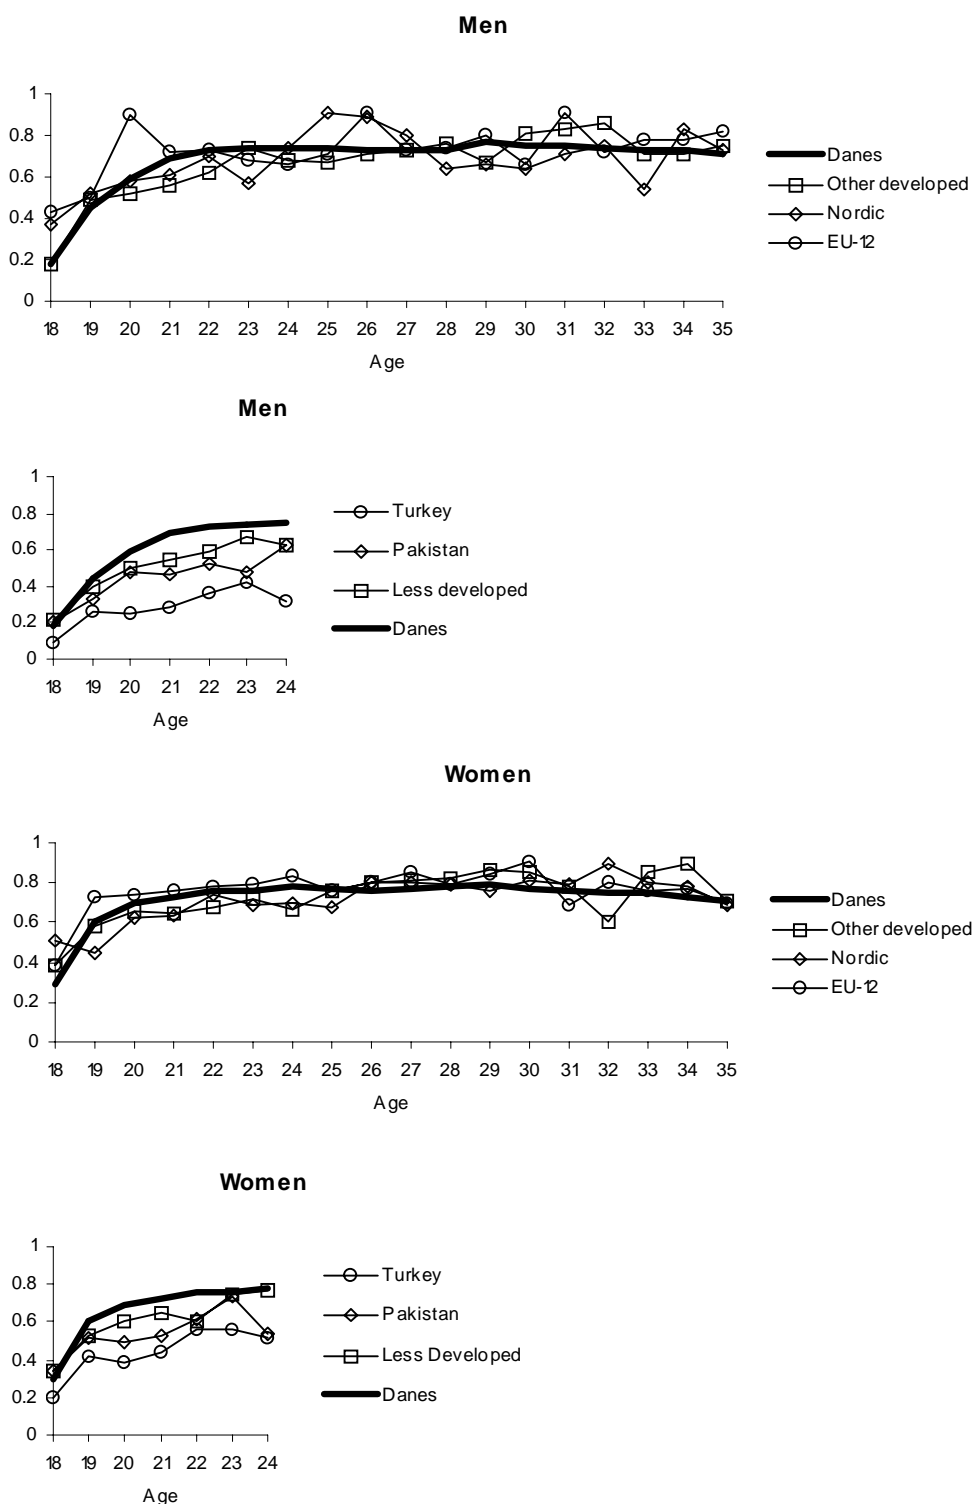 Men
1
0.8
0.6
0.4
0.2
0
18 19 20 21 22 23 24 25 26 27 28 29 30 31 32 33 34 35
Age
Danes
Other developed
Nordic
EU-12
Men
1
0.8
0.6
0.4
0.2
0
18 19 20 21 22 23 24
Age
Turkey
Pakistan
Less developed
Danes
Women
1
0.8
0.6
0.4
0.2
0
18 19 20 21 22 23 24 25 26 27 28 29 30 31 32 33 34 35
Age
Danes
Other developed
Nordic
EU-12
Women
1
0.8
0.6
0.4
0.2
0
18 19 20 21 22 23 24
Age
Turkey
Pakistan
Less Developed
Danes